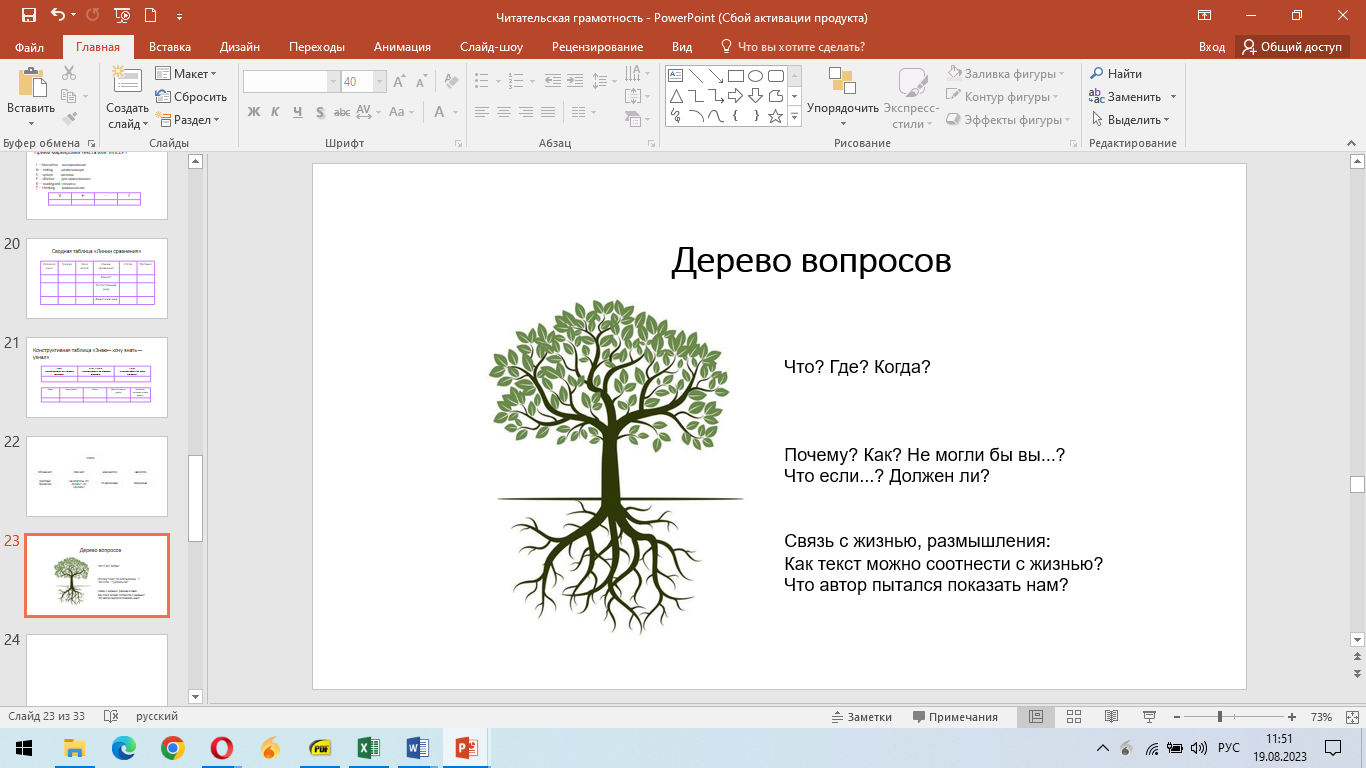 Читательская грамотность - PowerPoint (Сбой активации продукта)
Файл Главная Вставка Дизайн Переходы Анимация Слайд-шоу Рецензирование Вид Что вы хотите сделать? Вход Общий доступ
Вставить
Создать слайд
Макет
Сбросить
Раздел
40
Ж К Ч S abc AV Aa А
Упорядочить
Экспресс-стили
Заливка фигуры
Контур фигуры
Эффекты фигуры
Найти
Заменить
Выделить
Буфер обмена Слайды Шрифт Абзац Рисование Редактирование
20
Сводная таблица «Линии сравнения»
21
Конструктивная таблица «Знаю— хочу знать — узнал»
22
23
Дерево вопросов
24
Дерево вопросов
Что? Где? Когда?
Почему? Как? Не могли бы вы...?
Что если...? Должен ли?
Связь с жизнью, размышления:
Как текст можно соотнести с жизнью?
Что автор пытался показать нам?
Слайд 23 из 33 русский Заметки Примечания 73%
PDF РУС 11:51
19.08.2023